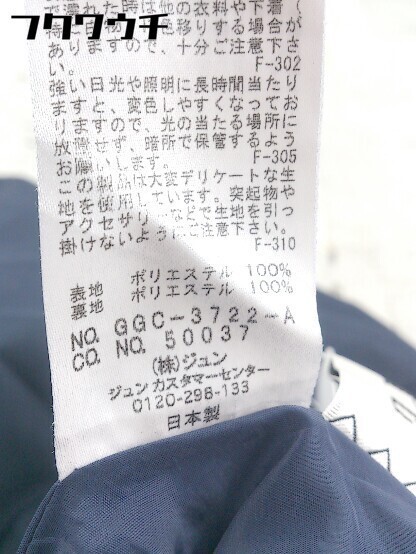 フクウロウチ
濡れた時は他の衣料や下着
特に白物に色移りする場合が
ありますので、十分ご注意下さ
い。 F-302
強い日光や照明に長時間当たり
ますと、変色しやすくなってお
りますので、光の当たる場所に
放置せず、暗所で保管するよう
お願いします。 F-305
この製品は大変デリケートな生
地を使用しています。突起物や
アクセサリーなどで生地を引っ
掛けないようにご注意下さい。
F-310
表地 ポリエステル 100%
裏地 ポリエステル 100%
NO. GGC-3722-A
CO. NO. 50037
(株)ジュン
ジュン カスタマーセンター
0120-298-133
日本製